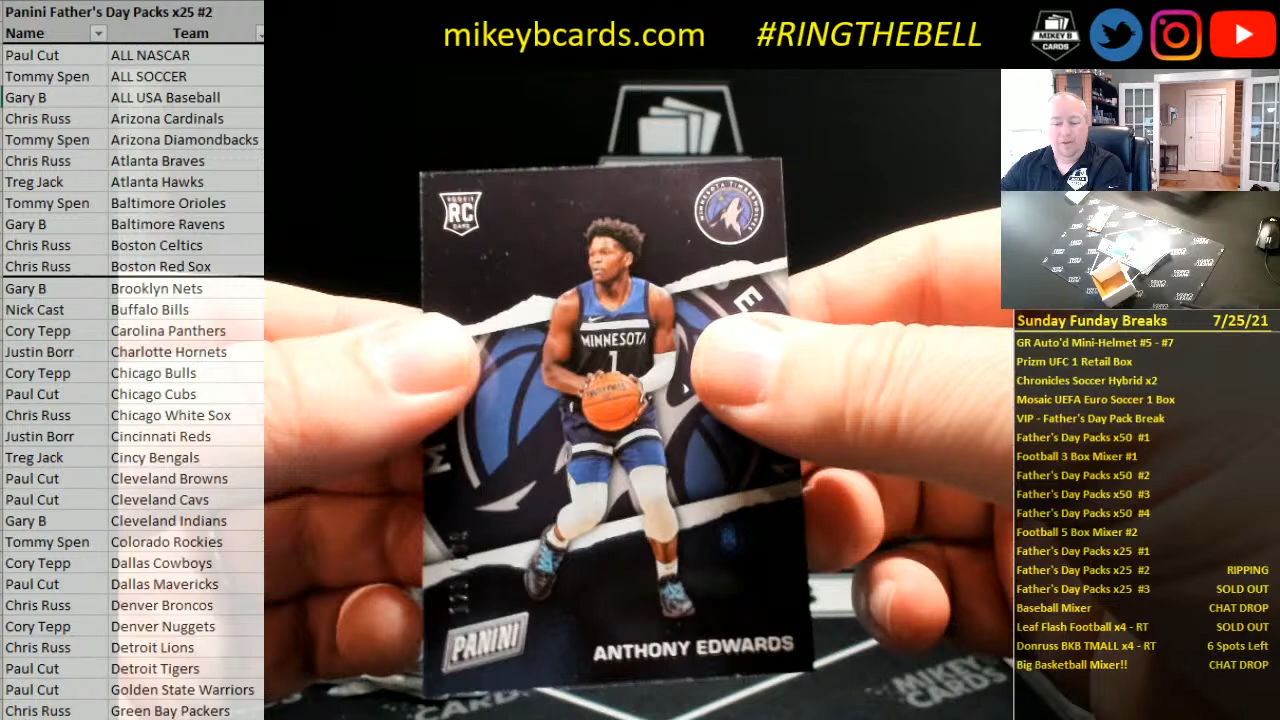 Panini Father's Day Packs x25 #2
Name Team
Paul Cut ALL NASCAR
Tommy Spen ALL SOCCER
Gary B ALL USA Baseball
Chris Russ Arizona Cardinals
Tommy Spen Arizona Diamondbacks
Chris Russ Atlanta Braves
Treg Jack Atlanta Hawks
Tommy Spen Baltimore Orioles
Gary B Baltimore Ravens
Chris Russ Boston Celtics
Chris Russ Boston Red Sox
Gary B Brooklyn Nets
Nick Cast Buffalo Bills
Cory Tepp Carolina Panthers
Justin Borr Charlotte Hornets
Cory Tepp Chicago Bulls
Paul Cut Chicago Cubs
Chris Russ Chicago White Sox
Justin Borr Cincinnati Reds
Treg Jack Cincy Bengals
Paul Cut Cleveland Browns
Paul Cut Cleveland Cavs
Gary B Cleveland Indians
Tommy Spen Colorado Rockies
Cory Tepp Dallas Cowboys
Paul Cut Dallas Mavericks
Chris Russ Denver Broncos
Cory Tepp Denver Nuggets
Chris Russ Detroit Lions
Paul Cut Detroit Tigers
Paul Cut Golden State Warriors
Chris Russ Green Bay Packers
mikeybcards.com #RINGTHEBELL
MIKEY B
CARDS
ROOKIE
RC
CARD
MINNESOTA TIMBERWOLVES
MINNESOTA
1
PANINI
ANTHONY EDWARDS
MIKEY
CARDS
Sunday Funday Breaks 7/25/21
GR Auto'd Mini-Helmet #5 - #7
Prizm UFC 1 Retail Box
Chronicles Soccer Hybrid x2
Mosaic UEFA Euro Soccer 1 Box
VIP - Father's Day Pack Break
Father's Day Packs x50 #1
Football 3 Box Mixer #1
Father's Day Packs x50 #2
Father's Day Packs x50 #3
Father's Day Packs x50 #4
Football 5 Box Mixer #2
Father's Day Packs x25 #1
Father's Day Packs x25 #2 RIPPING
Father's Day Packs x25 #3 SOLD OUT
Baseball Mixer CHAT DROP
Leaf Flash Football x4 - RT SOLD OUT
Donruss BKB TMALL x4 - RT 6 Spots Left
Big Basketball Mixer!! CHAT DROP